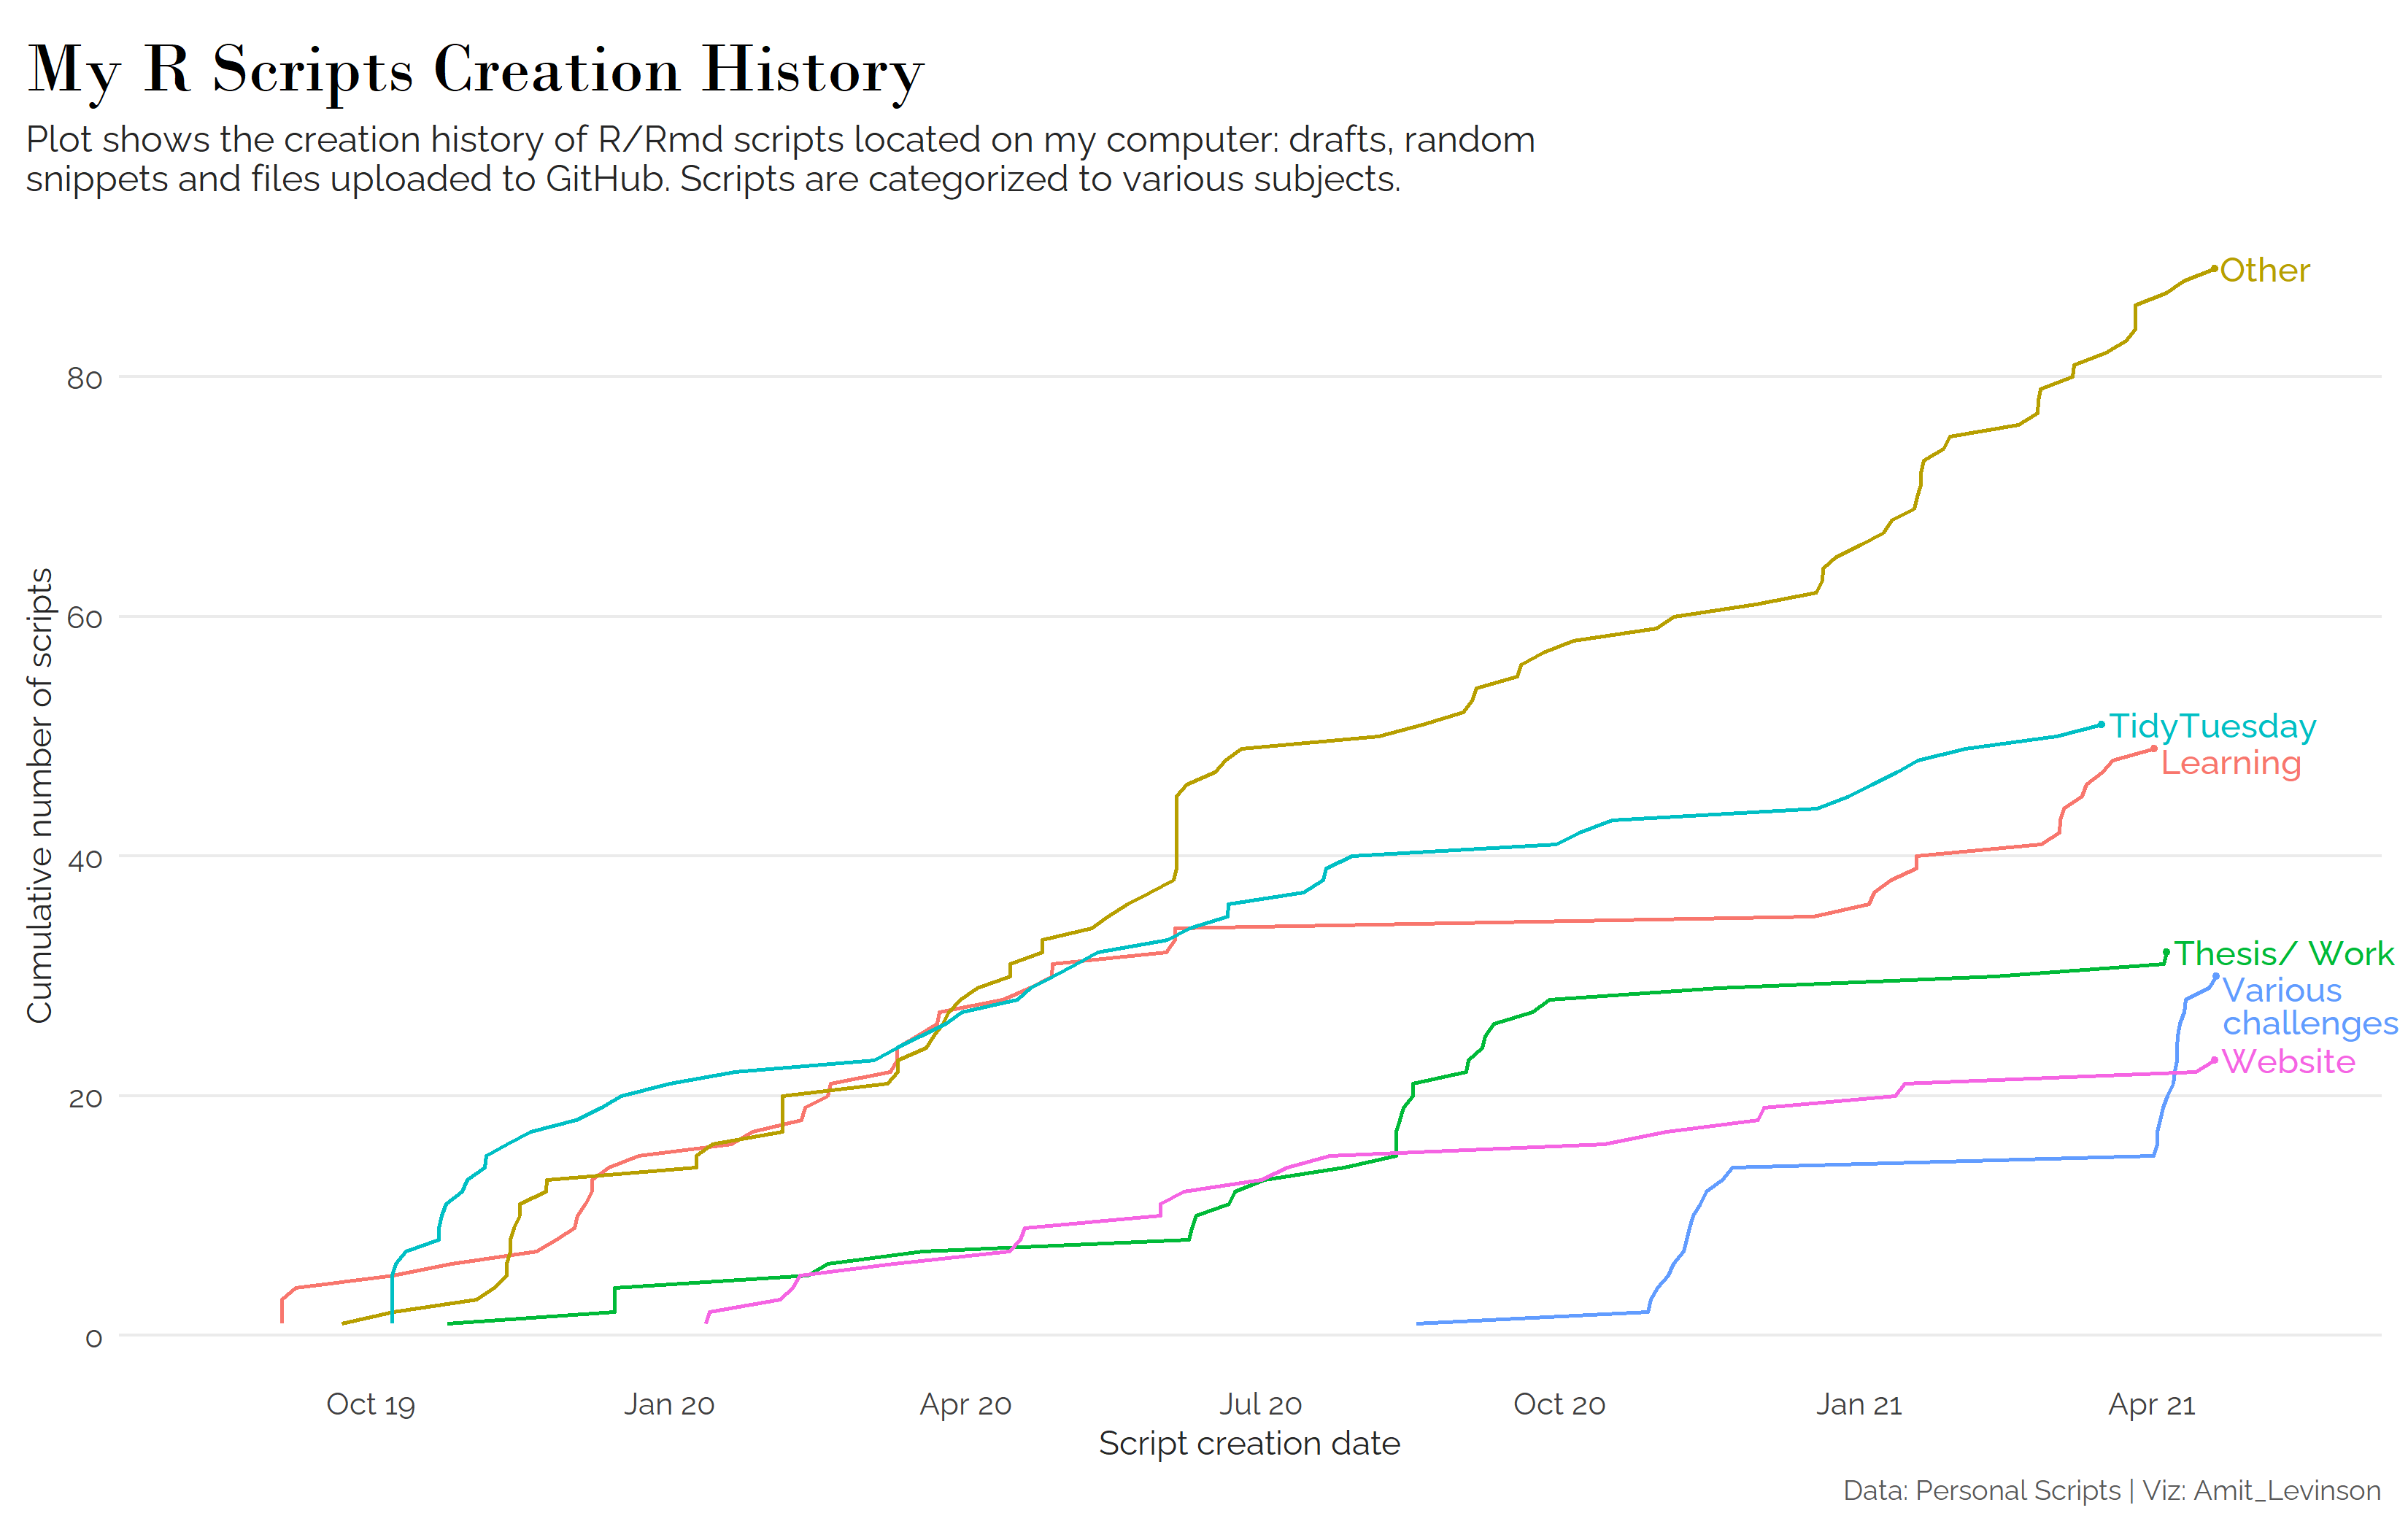 My R Scripts Creation History
Plot shows the creation history of R/Rmd scripts located on my computer: drafts, random
snippets and files uploaded to GitHub. Scripts are categorized to various subjects.
Other
80
Cumulative number of scripts
60
TidyTuesday
Learning
40
Thesis/ Work
Various
challenges
Website
20
0
Oct 19
Jan 20
Apr 20
Jul 20
Oct 20
Jan 21
Apr 21
Script creation date
Data: Personal Scripts | Viz: Amit_Levinson